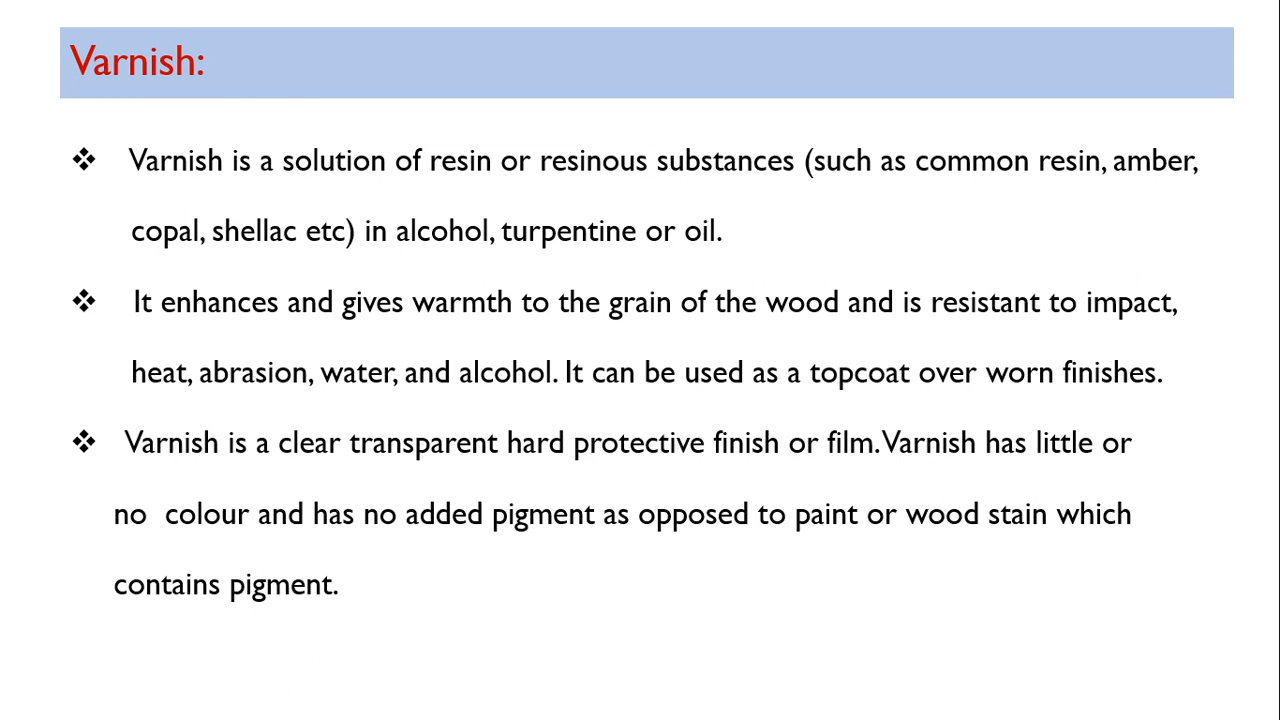 Varnish:
❖ Varnish is a solution of resin or resinous substances (such as common resin, amber,
copal, shellac etc) in alcohol, turpentine or oil.
❖ It enhances and gives warmth to the grain of the wood and is resistant to impact,
heat, abrasion, water, and alcohol. It can be used as a topcoat over worn finishes.
❖ Varnish is a clear transparent hard protective finish or film. Varnish has little or
no colour and has no added pigment as opposed to paint or wood stain which
contains pigment.